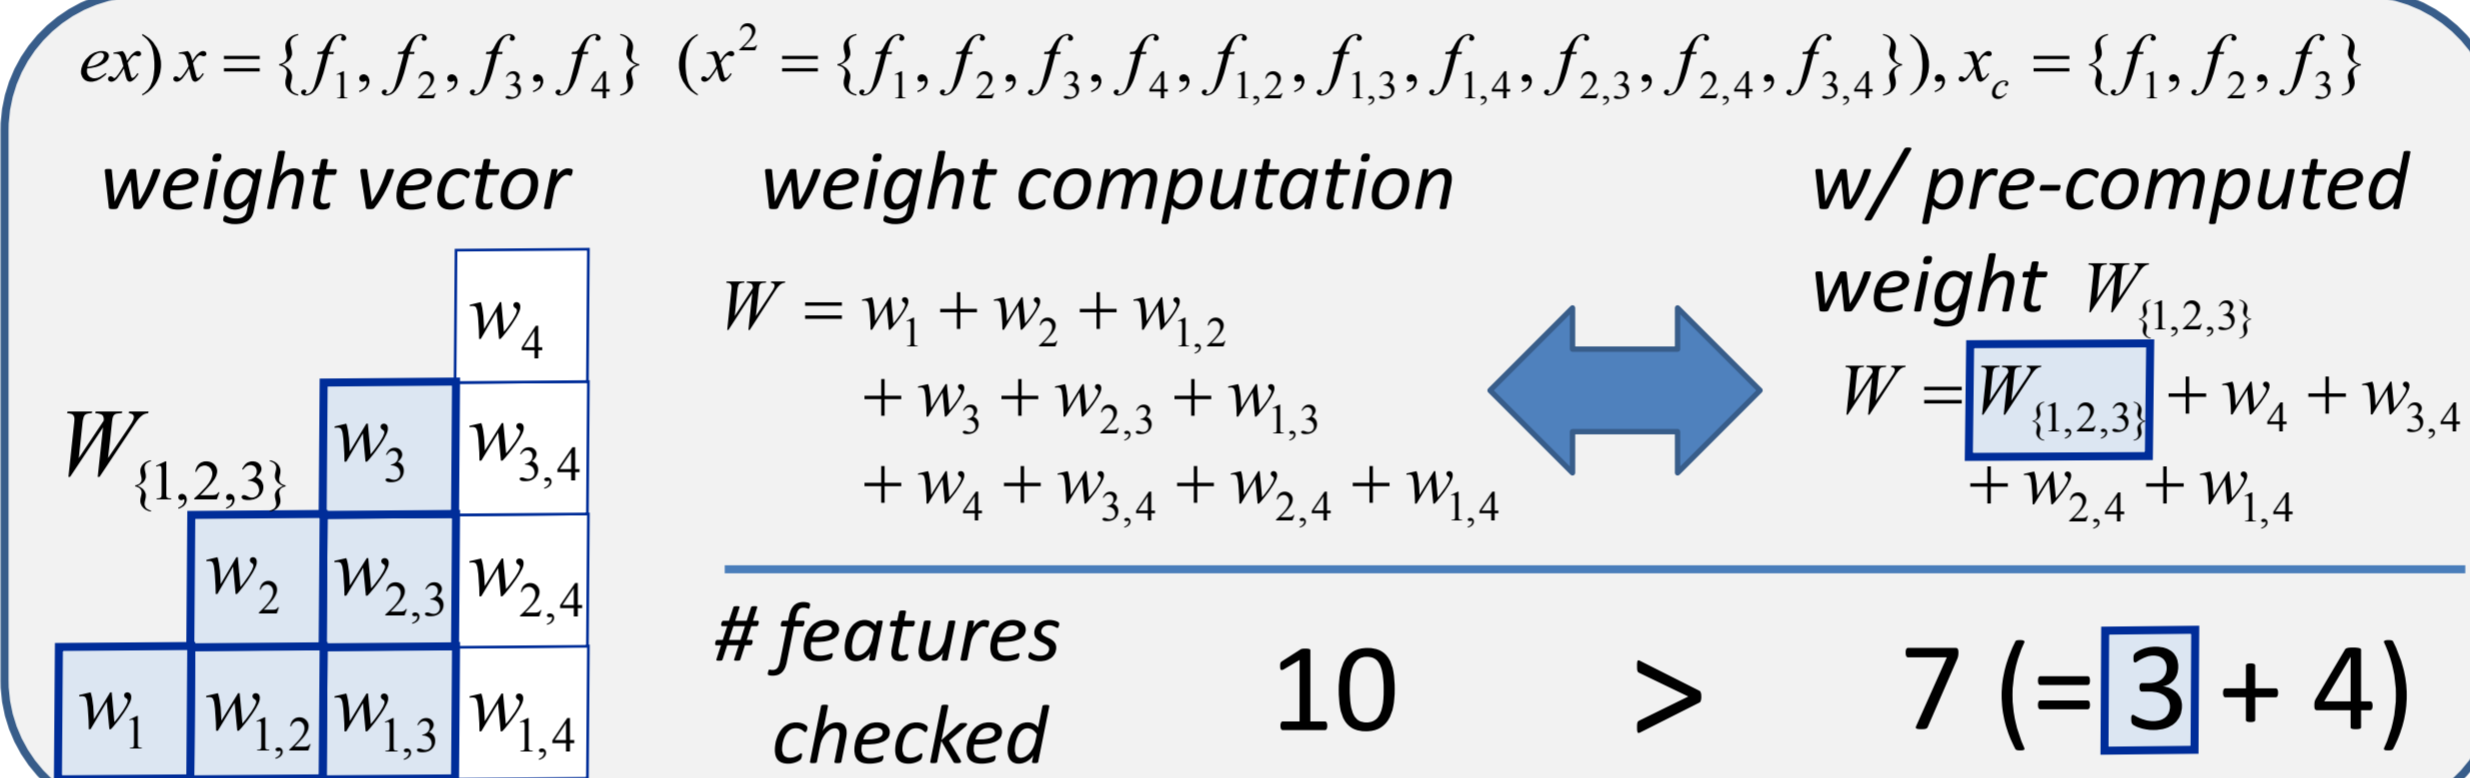 ex) x = {f₁, f₂, f₃, f₄} (x² = {f₁, f₂, f₃, f₄, f₁,₂, f₁,₃, f₁,₄, f₂,₃, f₂,₄, f₃,₄}), x_c = {f₁, f₂, f₃}
weight vector
w₄
W_{1,2,3} w₃ w₃,₄
w₂ w₂,₃ w₂,₄
w₁ w₁,₂ w₁,₃ w₁,₄
weight computation
W = w₁ + w₂ + w₁,₂
+ w₃ + w₂,₃ + w₁,₃
+ w₄ + w₃,₄ + w₂,₄ + w₁,₄
w/ pre-computed
weight W_{1,2,3}
W = W_{1,2,3} + w₄ + w₃,₄
+ w₂,₄ + w₁,₄
# features
checked
10 > 7 (= 3 + 4)